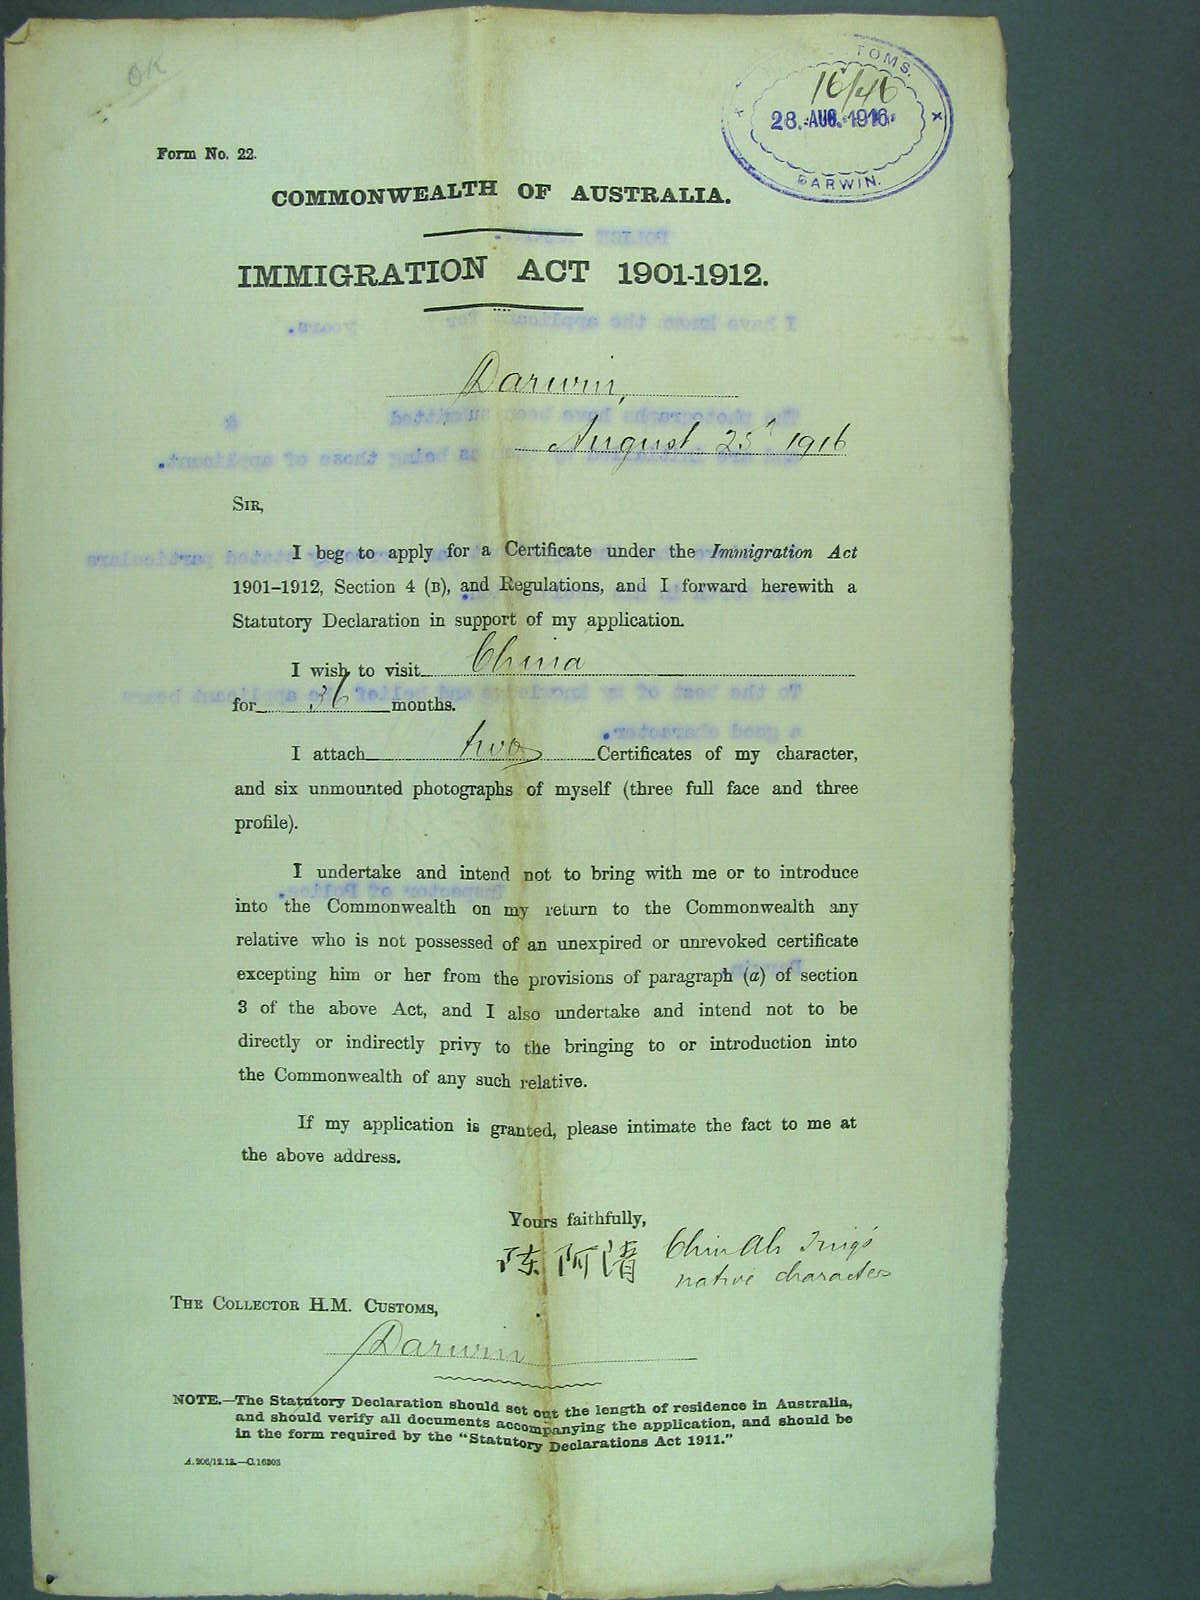 OK
TOMS.
16/46
28. AUG. 1916
DARWIN.
Form No. 22.
COMMONWEALTH OF AUSTRALIA.
IMMIGRATION ACT 1901-1912.
Darwin,
August 25th 1916
SIR,
I beg to apply for a Certificate under the Immigration Act
1901–1912, Section 4 (B), and Regulations, and I forward herewith a
Statutory Declaration in support of my application.
I wish to visit China
for 36 months.
I attach two Certificates of my character,
and six unmounted photographs of myself (three full face and three
profile).
I undertake and intend not to bring with me or to introduce
into the Commonwealth on my return to the Commonwealth any
relative who is not possessed of an unexpired or unrevoked certificate
excepting him or her from the provisions of paragraph (a) of section
3 of the above Act, and I also undertake and intend not to be
directly or indirectly privy to the bringing to or introduction into
the Commonwealth of any such relative.
If my application is granted, please intimate the fact to me at
the above address.
Yours faithfully,
陈阿清 Chin Ah Ting's
native characters
THE COLLECTOR H.M. CUSTOMS,
Darwin
NOTE.—The Statutory Declaration should set out the length of residence in Australia,
and should verify all documents accompanying the application, and should be
in the form required by the "Statutory Declarations Act 1911."
A.206/12.12.—C.16203